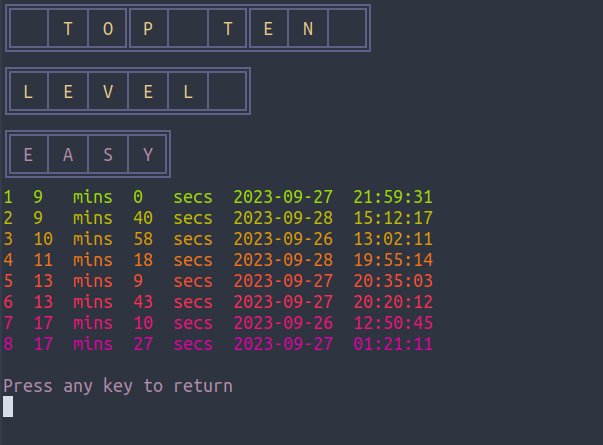 TOP TEN
LEVEL
EASY
1 9 mins 0 secs 2023-09-27 21:59:31
2 9 mins 40 secs 2023-09-28 15:12:17
3 10 mins 58 secs 2023-09-26 13:02:11
4 11 mins 18 secs 2023-09-28 19:55:14
5 13 mins 9 secs 2023-09-27 20:35:03
6 13 mins 43 secs 2023-09-27 20:20:12
7 17 mins 10 secs 2023-09-26 12:50:45
8 17 mins 27 secs 2023-09-27 01:21:11
Press any key to return